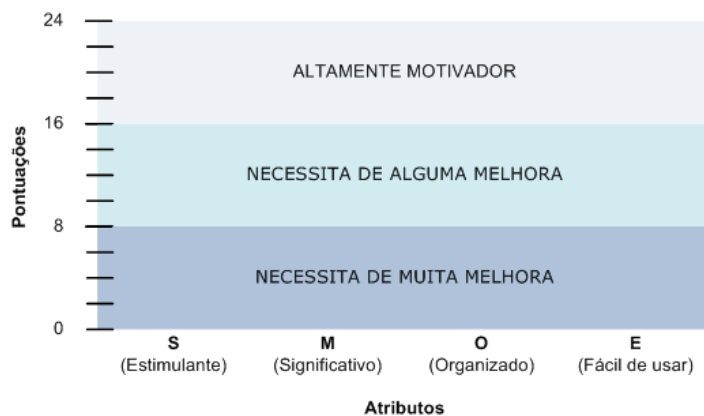 24
ALTAMENTE MOTIVADOR
16
NECESSITA DE ALGUMA MELHORA
Pontuações
8
NECESSITA DE MUITA MELHORA
0
S M O E
(Estimulante) (Significativo) (Organizado) (Fácil de usar)
Atributos